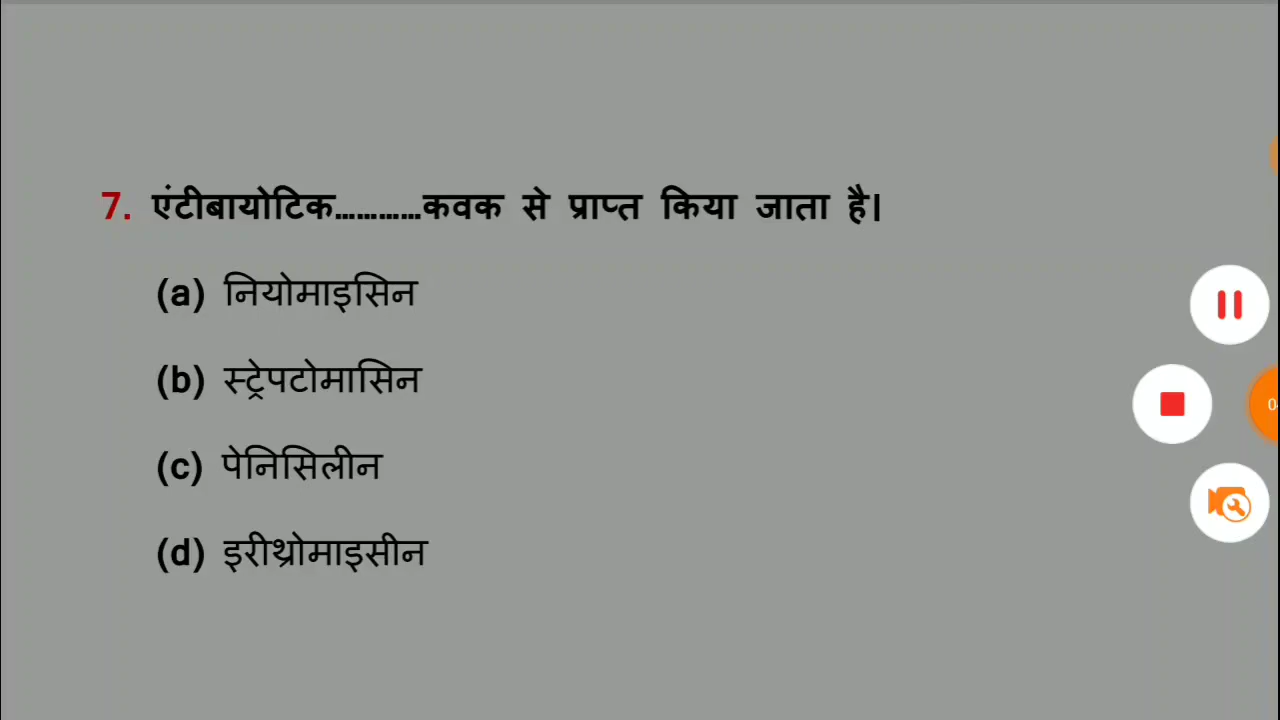 7. एंटीबायोटिक............कवक से प्राप्त किया जाता है।
(a) नियोमाइसिन
(b) स्ट्रेपटोमासिन
(c) पेनिसिलीन
(d) इरीथ्रोमाइसीन